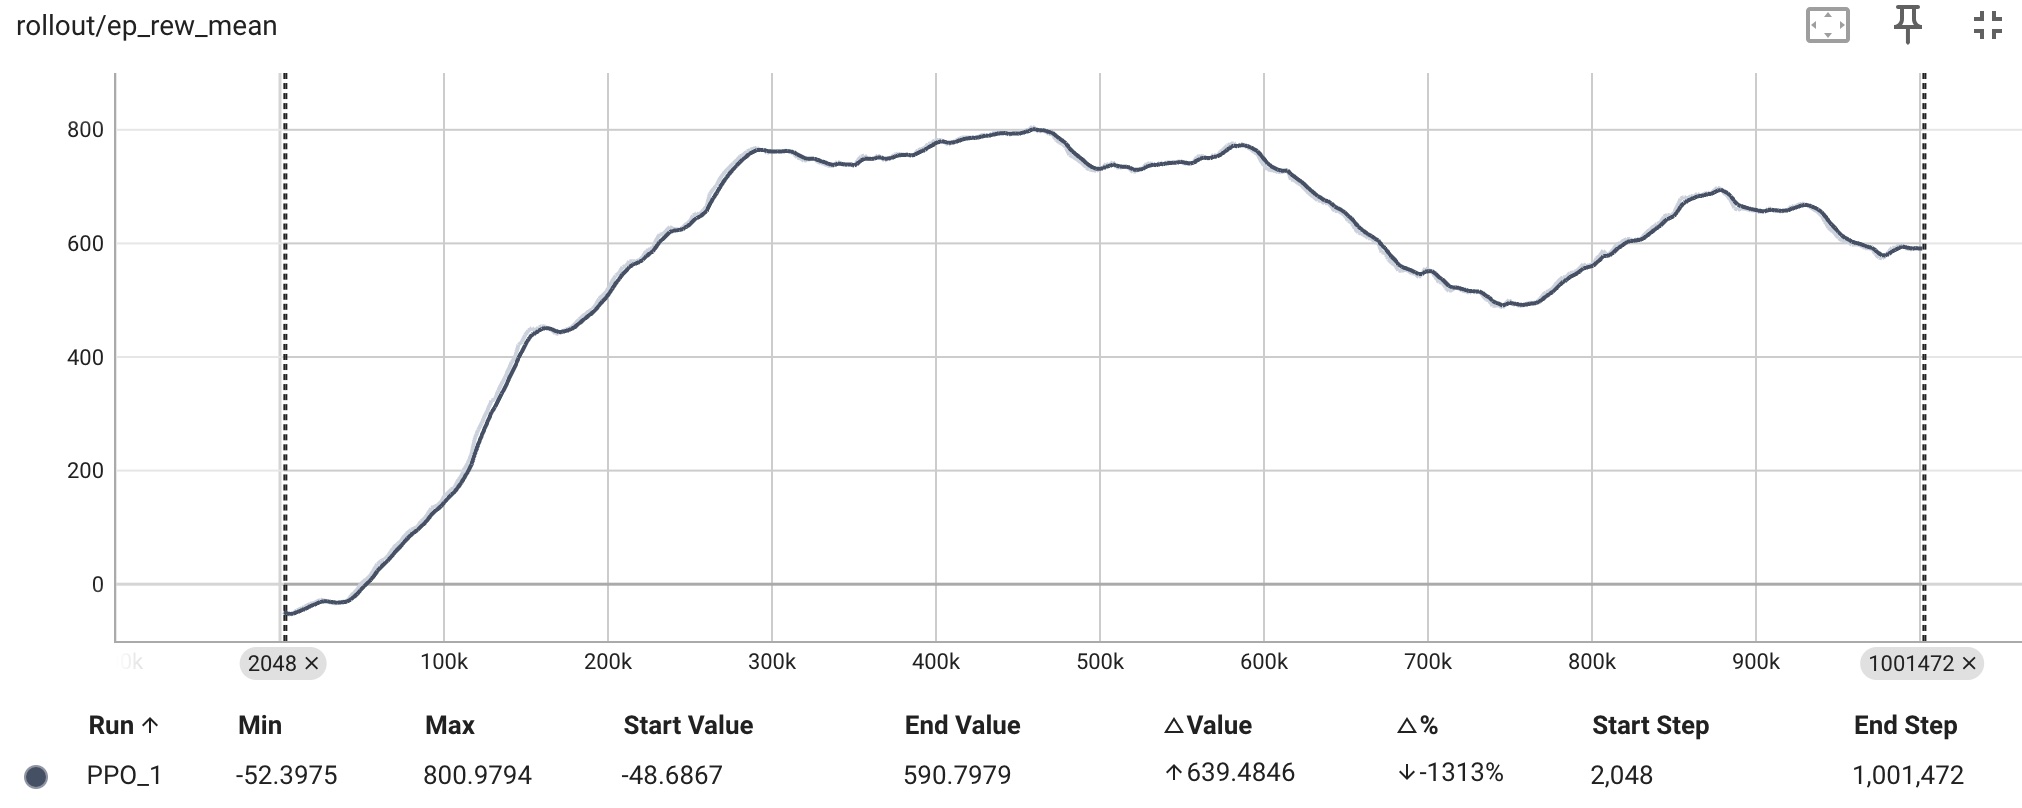 rollout/ep_rew_mean
800
600
400
200
0
0k 2048 × 100k 200k 300k 400k 500k 600k 700k 800k 900k 1001472 ×
Run ↑ Min Max Start Value End Value △Value △% Start Step End Step
PPO_1 -52.3975 800.9794 -48.6867 590.7979 ↑639.4846 ↓-1313% 2,048 1,001,472